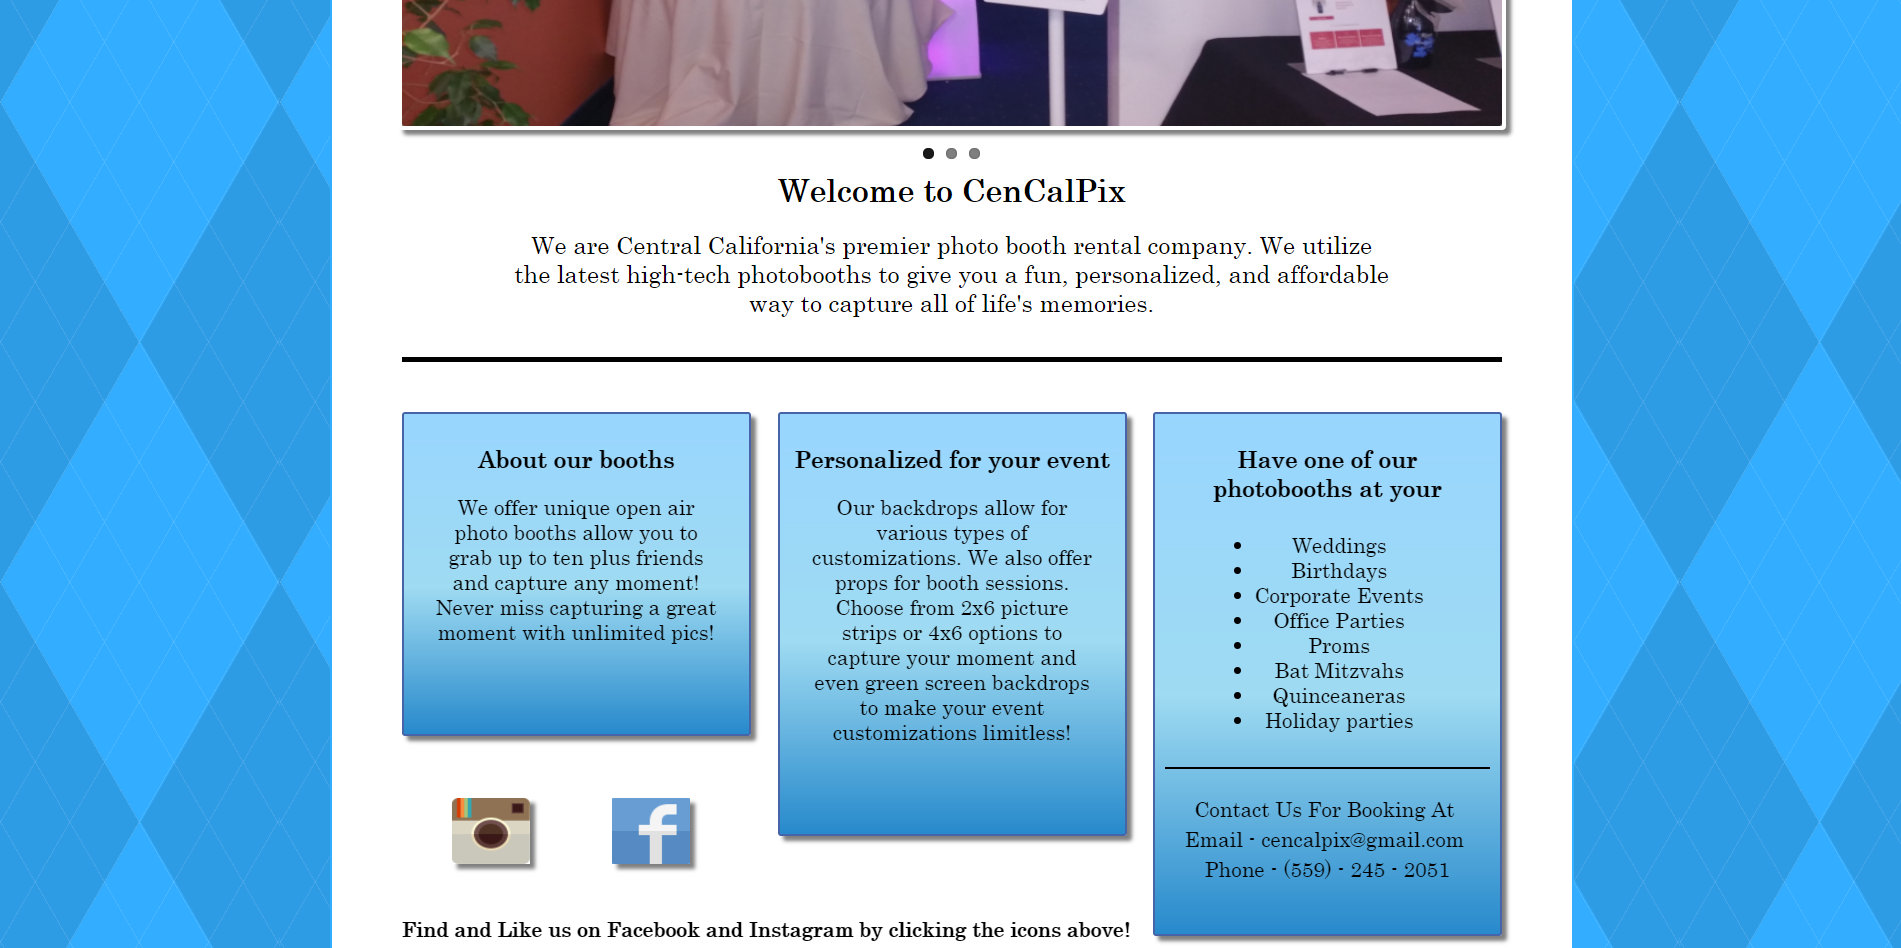 Welcome to CenCalPix
We are Central California's premier photo booth rental company. We utilize
the latest high-tech photobooths to give you a fun, personalized, and affordable
way to capture all of life's memories.
About our booths
We offer unique open air
photo booths allow you to
grab up to ten plus friends
and capture any moment!
Never miss capturing a great
moment with unlimited pics!
Personalized for your event
Our backdrops allow for
various types of
customizations. We also offer
props for booth sessions.
Choose from 2x6 picture
strips or 4x6 options to
capture your moment and
even green screen backdrops
to make your event
customizations limitless!
Have one of our
photobooths at your
Weddings
Birthdays
Corporate Events
Office Parties
Proms
Bat Mitzvahs
Quinceaneras
Holiday parties
Contact Us For Booking At
Email - cencalpix@gmail.com
Phone - (559) - 245 - 2051
f
Find and Like us on Facebook and Instagram by clicking the icons above!